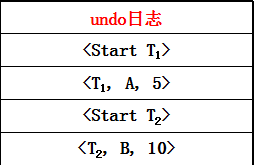 undo日志
<Start T₁>
<T₁, A, 5>
<Start T₂>
<T₂, B, 10>